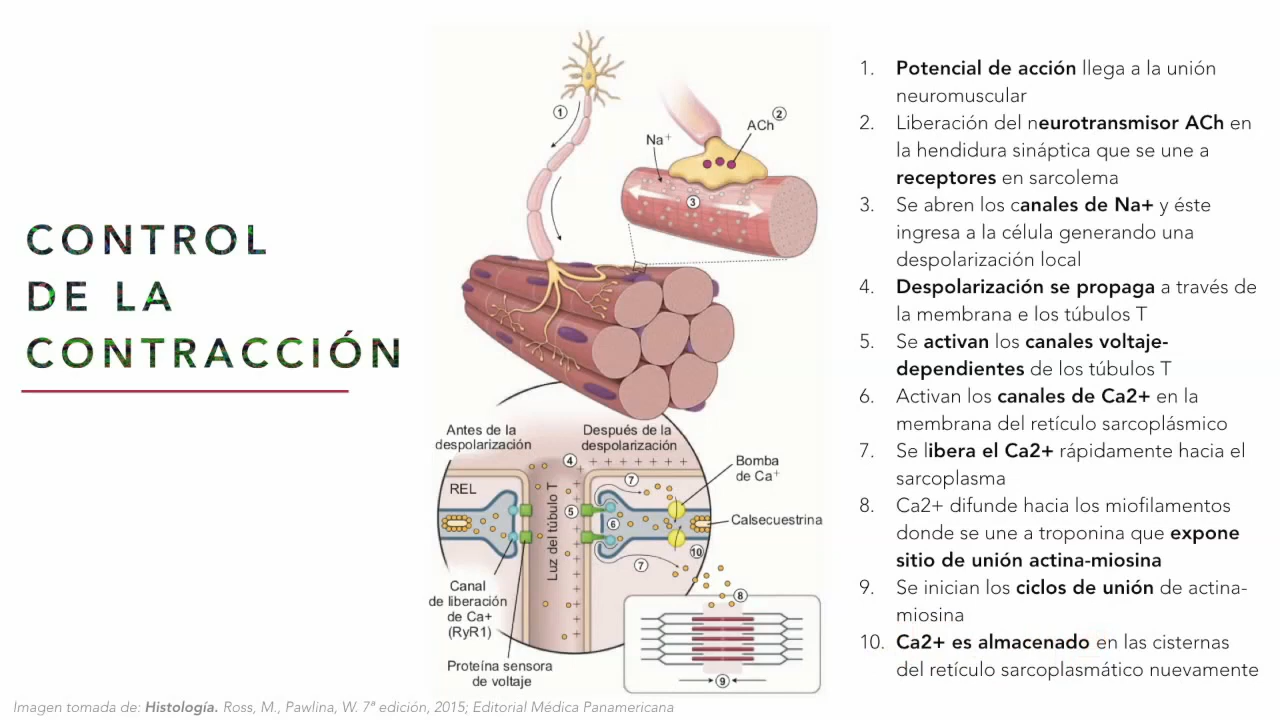 CONTROL
DE LA
CONTRACCIÓN
1
ACh
2
Na+
3
Antes de la
despolarización
Después de la
despolarización
4
+ + + + + + +
REL
Luz del túbulo T
5
6
7
7
Bomba
de Ca+
Calsecuestrina
10
Canal
de liberación
de Ca+
(RyR1)
Proteína sensora
de voltaje
8
9
1. Potencial de acción llega a la unión
neuromuscular
2. Liberación del neurotransmisor ACh en
la hendidura sináptica que se une a
receptores en sarcolema
3. Se abren los canales de Na+ y éste
ingresa a la célula generando una
despolarización local
4. Despolarización se propaga a través de
la membrana e los túbulos T
5. Se activan los canales voltaje-
dependientes de los túbulos T
6. Activan los canales de Ca2+ en la
membrana del retículo sarcoplásmico
7. Se libera el Ca2+ rápidamente hacia el
sarcoplasma
8. Ca2+ difunde hacia los miofilamentos
donde se une a troponina que expone
sitio de unión actina-miosina
9. Se inician los ciclos de unión de actina-
miosina
10. Ca2+ es almacenado en las cisternas
del retículo sarcoplasmático nuevamente
Imagen tomada de: Histología. Ross, M., Pawlina, W. 7ª edición, 2015; Editorial Médica Panamericana